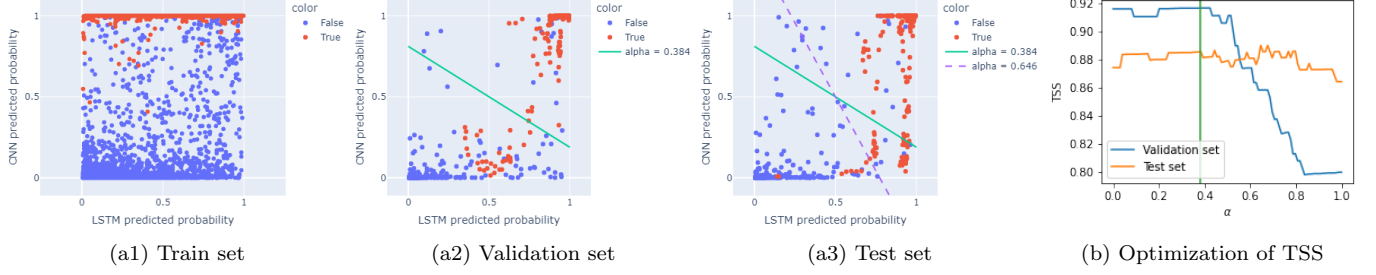 color
False
True
CNN predicted probability
1
0.5
0
0
0.5
1
LSTM predicted probability
(a1) Train set
color
False
True
alpha = 0.384
CNN predicted probability
1
0.5
0
0
0.5
1
LSTM predicted probability
(a2) Validation set
color
False
True
alpha = 0.384
alpha = 0.646
CNN predicted probability
1
0.5
0
0
0.5
1
LSTM predicted probability
(a3) Test set
TSS
0.92
0.90
0.88
0.86
0.84
0.82
0.80
Validation set
Test set
0.0 0.2 0.4 0.6 0.8 1.0
α
(b) Optimization of TSS